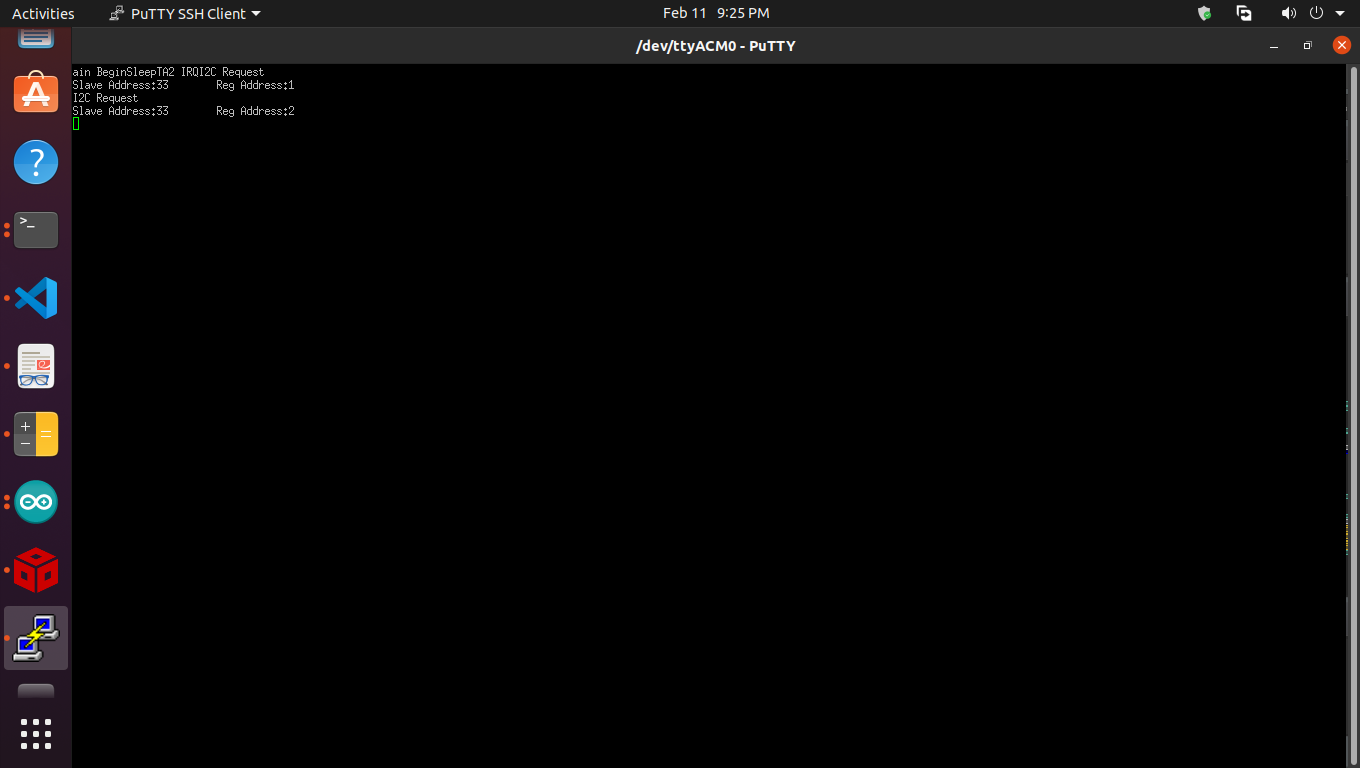 Activities PuTTY SSH Client Feb 11 9:25 PM
/dev/ttyACM0 - PuTTY
ain BeginSleepTA2 IRQI2C Request
Slave Address:33 Reg Address:1
I2C Request
Slave Address:33 Reg Address:2